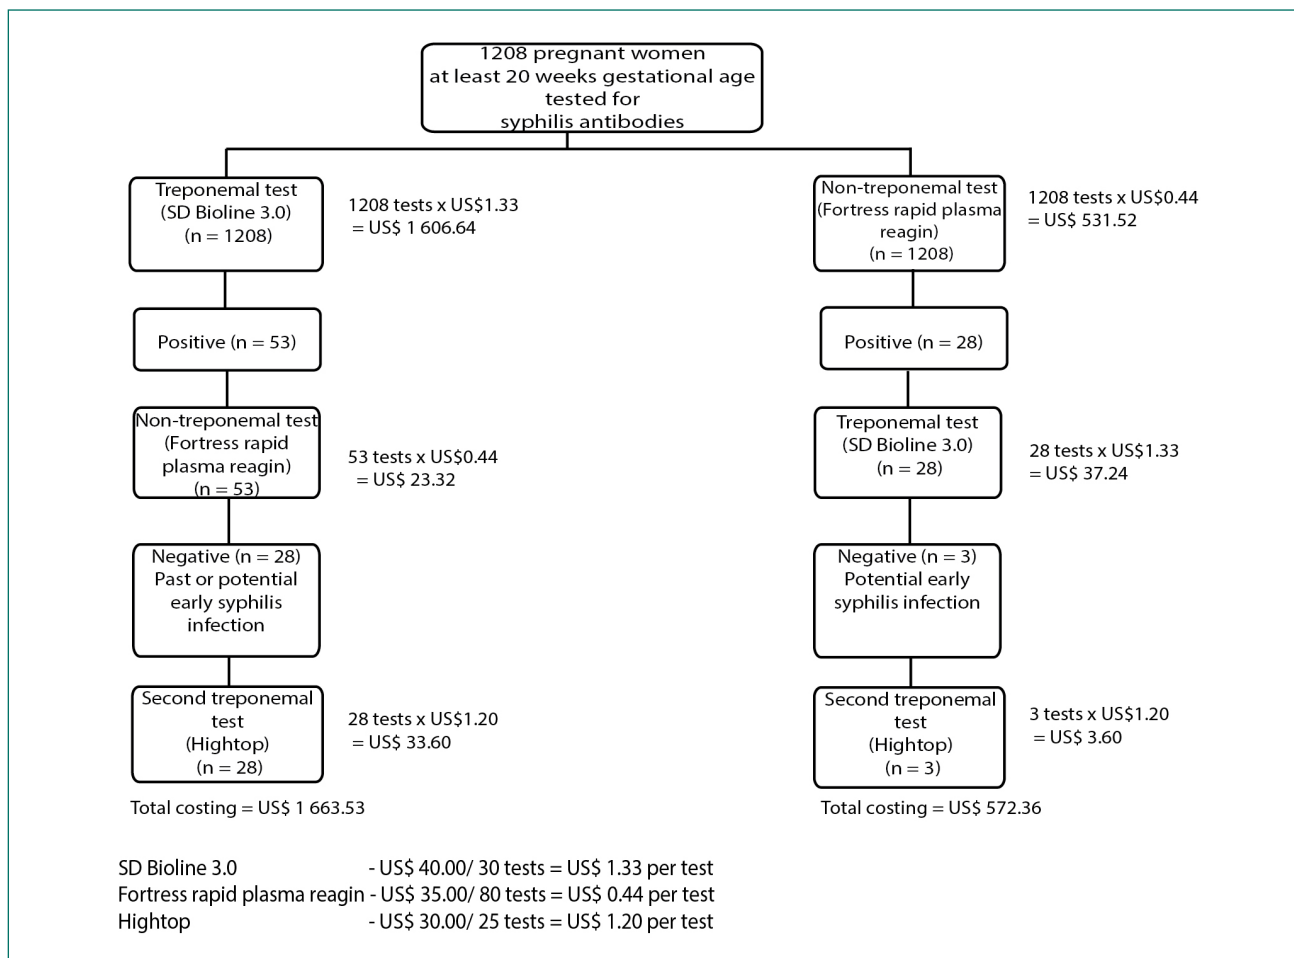 1208 pregnant women
at least 20 weeks gestational age
tested for
syphilis antibodies
Treponemal test
(SD Bioline 3.0)
(n = 1208)
1208 tests x US$1.33
= US$ 1 606.64
Positive (n = 53)
Non-treponemal test
(Fortress rapid
plasma reagin)
(n = 53)
53 tests x US$0.44
= US$ 23.32
Negative (n = 28)
Past or potential
early syphilis
infection
Second treponemal
test
(Hightop)
(n = 28)
28 tests x US$1.20
= US$ 33.60
Total costing = US$ 1 663.53
Non-treponemal test
(Fortress rapid plasma
reagin)
(n = 1208)
1208 tests x US$0.44
= US$ 531.52
Positive (n = 28)
Treponemal test
(SD Bioline 3.0)
(n = 28)
28 tests x US$1.33
= US$ 37.24
Negative (n = 3)
Potential early
syphilis infection
Second treponemal
test
(Hightop)
(n = 3)
3 tests x US$1.20
= US$ 3.60
Total costing = US$ 572.36
SD Bioline 3.0 - US$ 40.00/ 30 tests = US$ 1.33 per test
Fortress rapid plasma reagin - US$ 35.00/ 80 tests = US$ 0.44 per test
Hightop - US$ 30.00/ 25 tests = US$ 1.20 per test